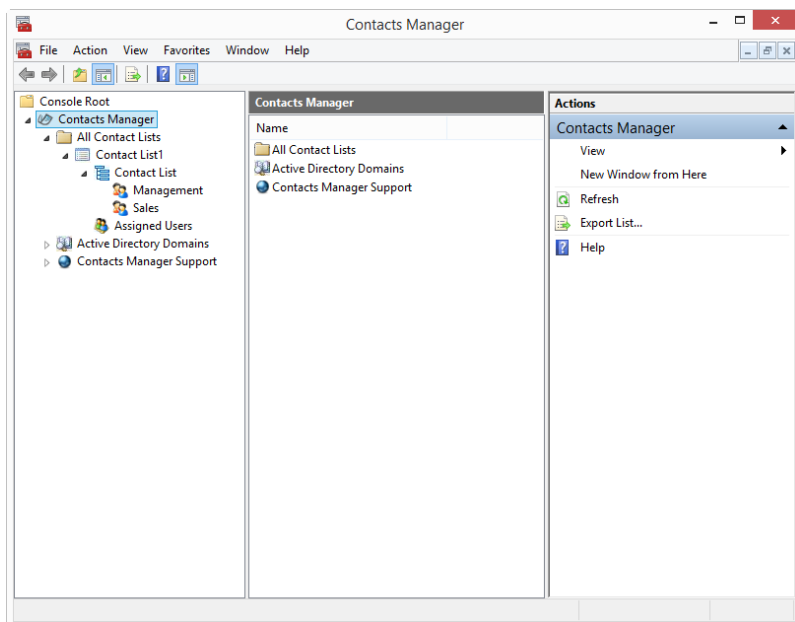 Contacts Manager
File Action View Favorites Window Help
Console Root
Contacts Manager
All Contact Lists
Contact List1
Contact List
Management
Sales
Assigned Users
Active Directory Domains
Contacts Manager Support
Contacts Manager
Name
All Contact Lists
Active Directory Domains
Contacts Manager Support
Actions
Contacts Manager
View
New Window from Here
Refresh
Export List...
Help